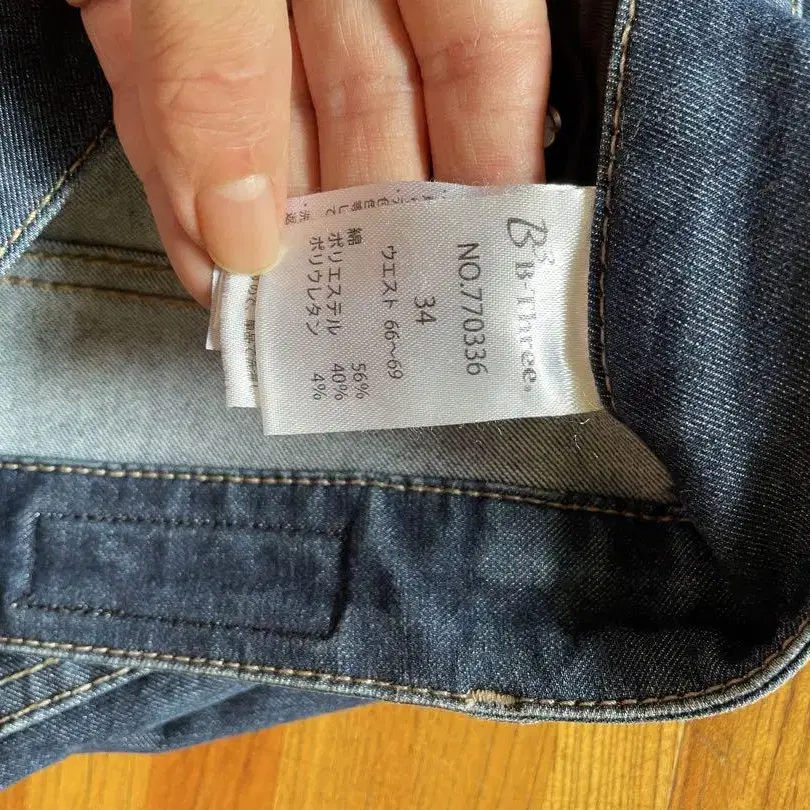 B3
B-Three.
NO.770336
34
ウエスト 66〜69
綿 56%
ポリエステル 40%
ポリウレタン 4%